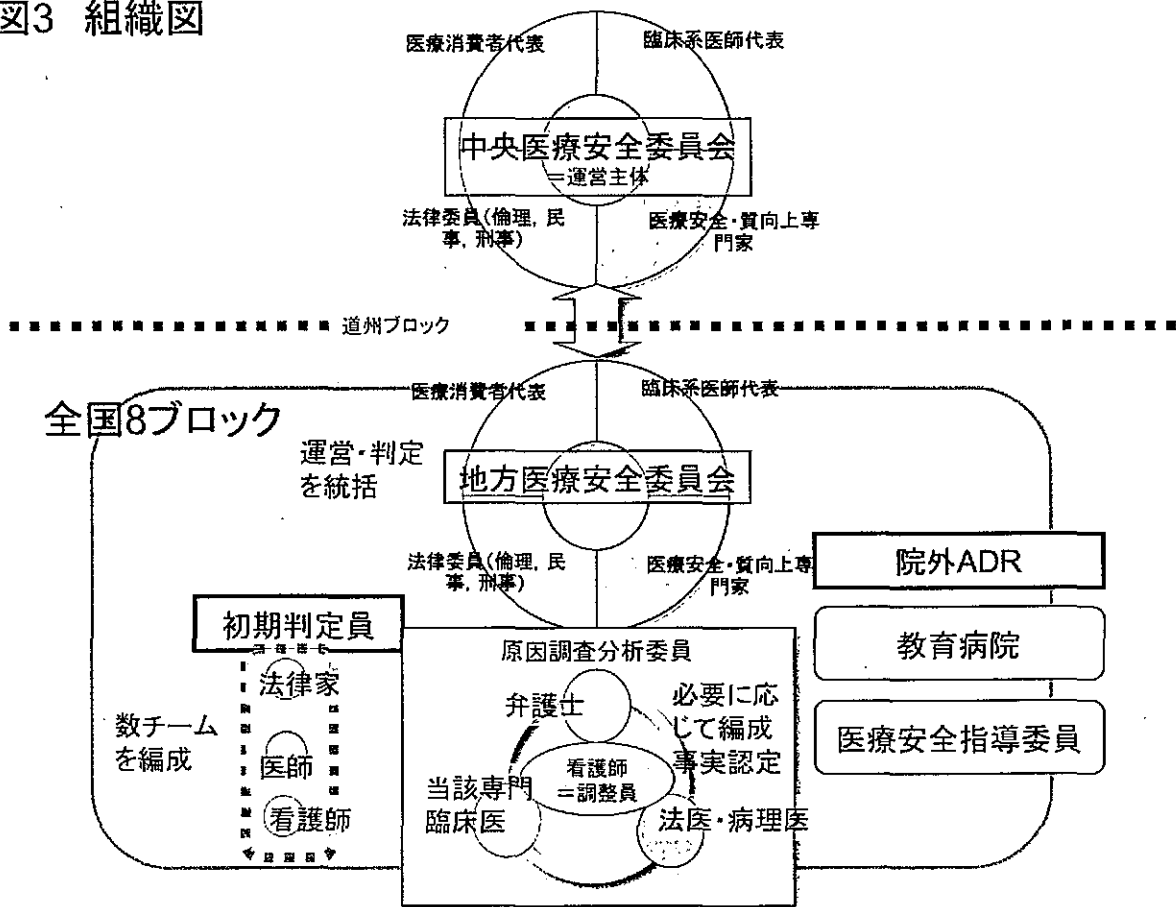 図3 組織図
医療消費者代表
臨床系医師代表
中央医療安全委員会
＝運営主体
法律委員(倫理, 民
事, 刑事)
医療安全・質向上専
門家
道州ブロック
医療消費者代表
臨床系医師代表
全国8ブロック
運営・判定
を統括
地方医療安全委員会
法律委員(倫理, 民
事, 刑事)
医療安全・質向上専
門家
院外ADR
教育病院
医療安全指導委員
初期判定員
法律家
医師
看護師
数チーム
を編成
原因調査分析委員
弁護士
必要に応
じて編成
事実認定
看護師
＝調整員
当該専門
臨床医
法医・病理医